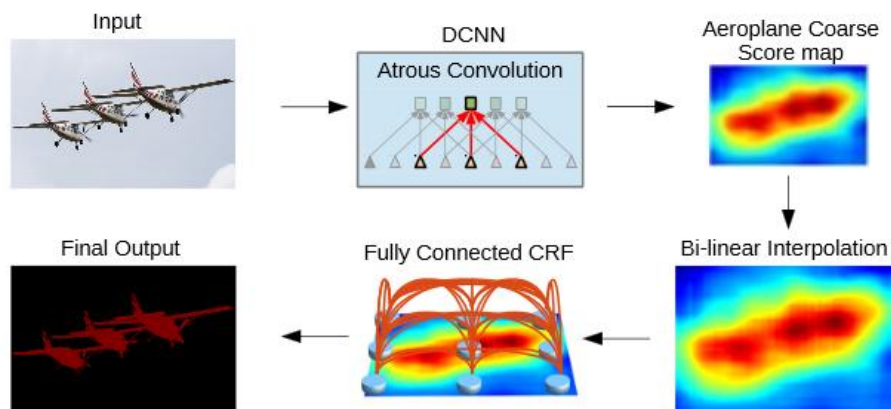 Input
DCNN
Atrous Convolution
Aeroplane Coarse
Score map
Final Output
Fully Connected CRF
Bi-linear Interpolation